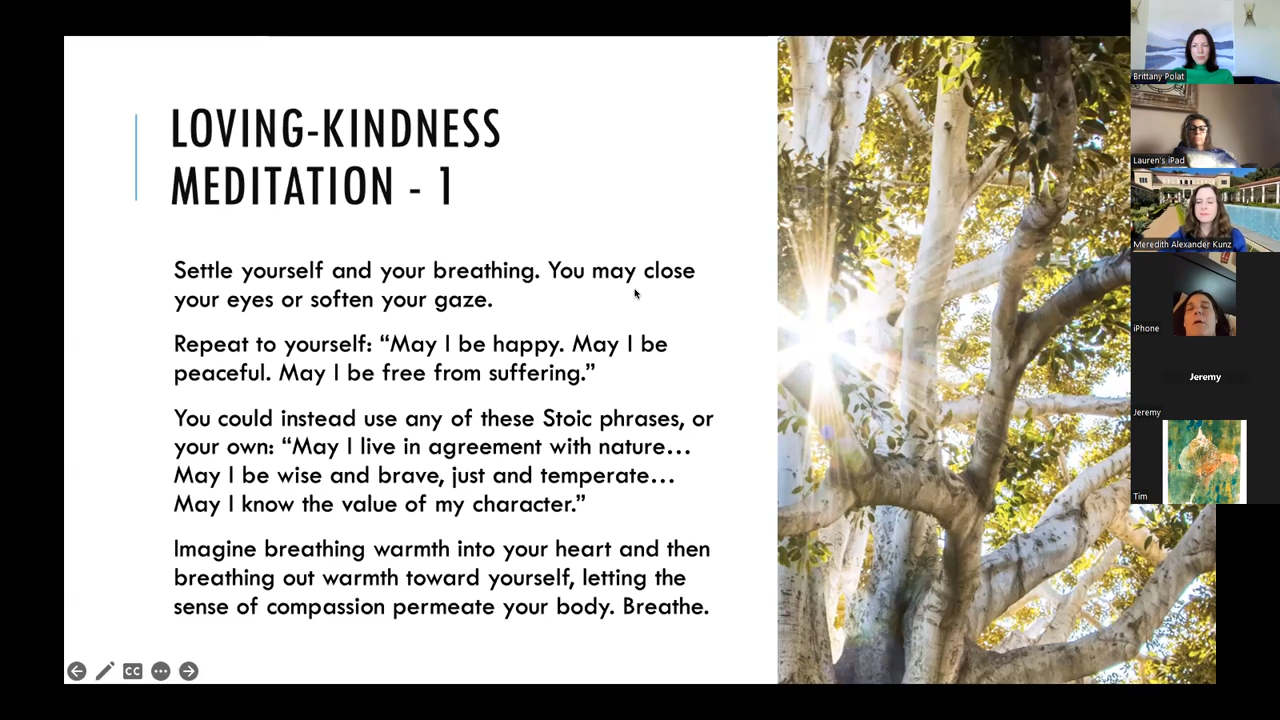 LOVING-KINDNESS
MEDITATION - 1
Settle yourself and your breathing. You may close
your eyes or soften your gaze.
Repeat to yourself: “May I be happy. May I be
peaceful. May I be free from suffering.”
You could instead use any of these Stoic phrases, or
your own: “May I live in agreement with nature…
May I be wise and brave, just and temperate…
May I know the value of my character.”
Imagine breathing warmth into your heart and then
breathing out warmth toward yourself, letting the
sense of compassion permeate your body. Breathe.
CC
Brittany Polat
Lauren's iPad
Meredith Alexander Kunz
iPhone
Jeremy
Jeremy
Tim